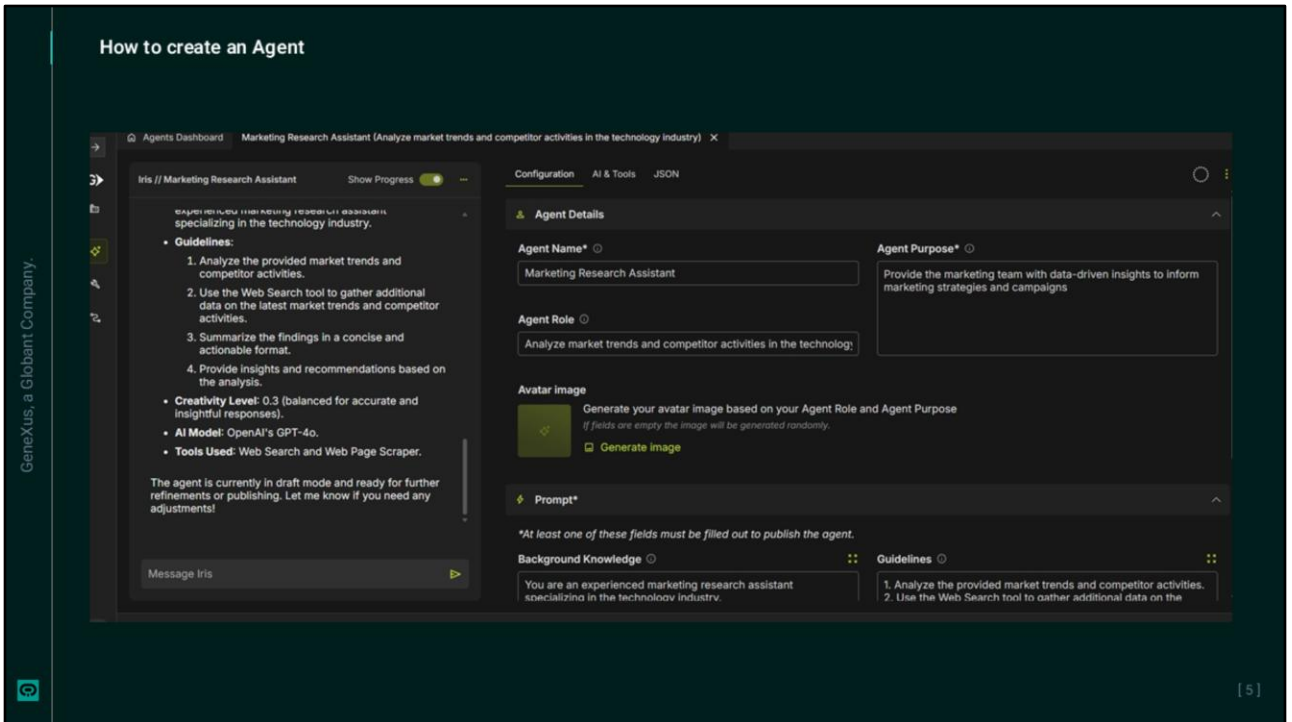 How to create an Agent
Agents Dashboard
Marketing Research Assistant (Analyze market trends and competitor activities in the technology industry)
Iris // Marketing Research Assistant
Show Progress
experienced marketing research assistant
specializing in the technology industry.
• Guidelines:
1. Analyze the provided market trends and
competitor activities.
2. Use the Web Search tool to gather additional
data on the latest market trends and competitor
activities.
3. Summarize the findings in a concise and
actionable format.
4. Provide insights and recommendations based on
the analysis.
• Creativity Level: 0.3 (balanced for accurate and
insightful responses).
• AI Model: OpenAI's GPT-4o.
• Tools Used: Web Search and Web Page Scraper.
The agent is currently in draft mode and ready for further
refinements or publishing. Let me know if you need any
adjustments!
Message Iris
Configuration AI & Tools JSON
Agent Details
Agent Name*
Marketing Research Assistant
Agent Role
Analyze market trends and competitor activities in the technology
Agent Purpose*
Provide the marketing team with data-driven insights to inform
marketing strategies and campaigns
Avatar image
Generate your avatar image based on your Agent Role and Agent Purpose
If fields are empty the image will be generated randomly.
Generate image
Prompt*
*At least one of these fields must be filled out to publish the agent.
Background Knowledge
You are an experienced marketing research assistant
specializing in the technology industry.
Guidelines
1. Analyze the provided market trends and competitor activities.
2. Use the Web Search tool to gather additional data on the
GeneXus, a Globant Company.
[ 5 ]